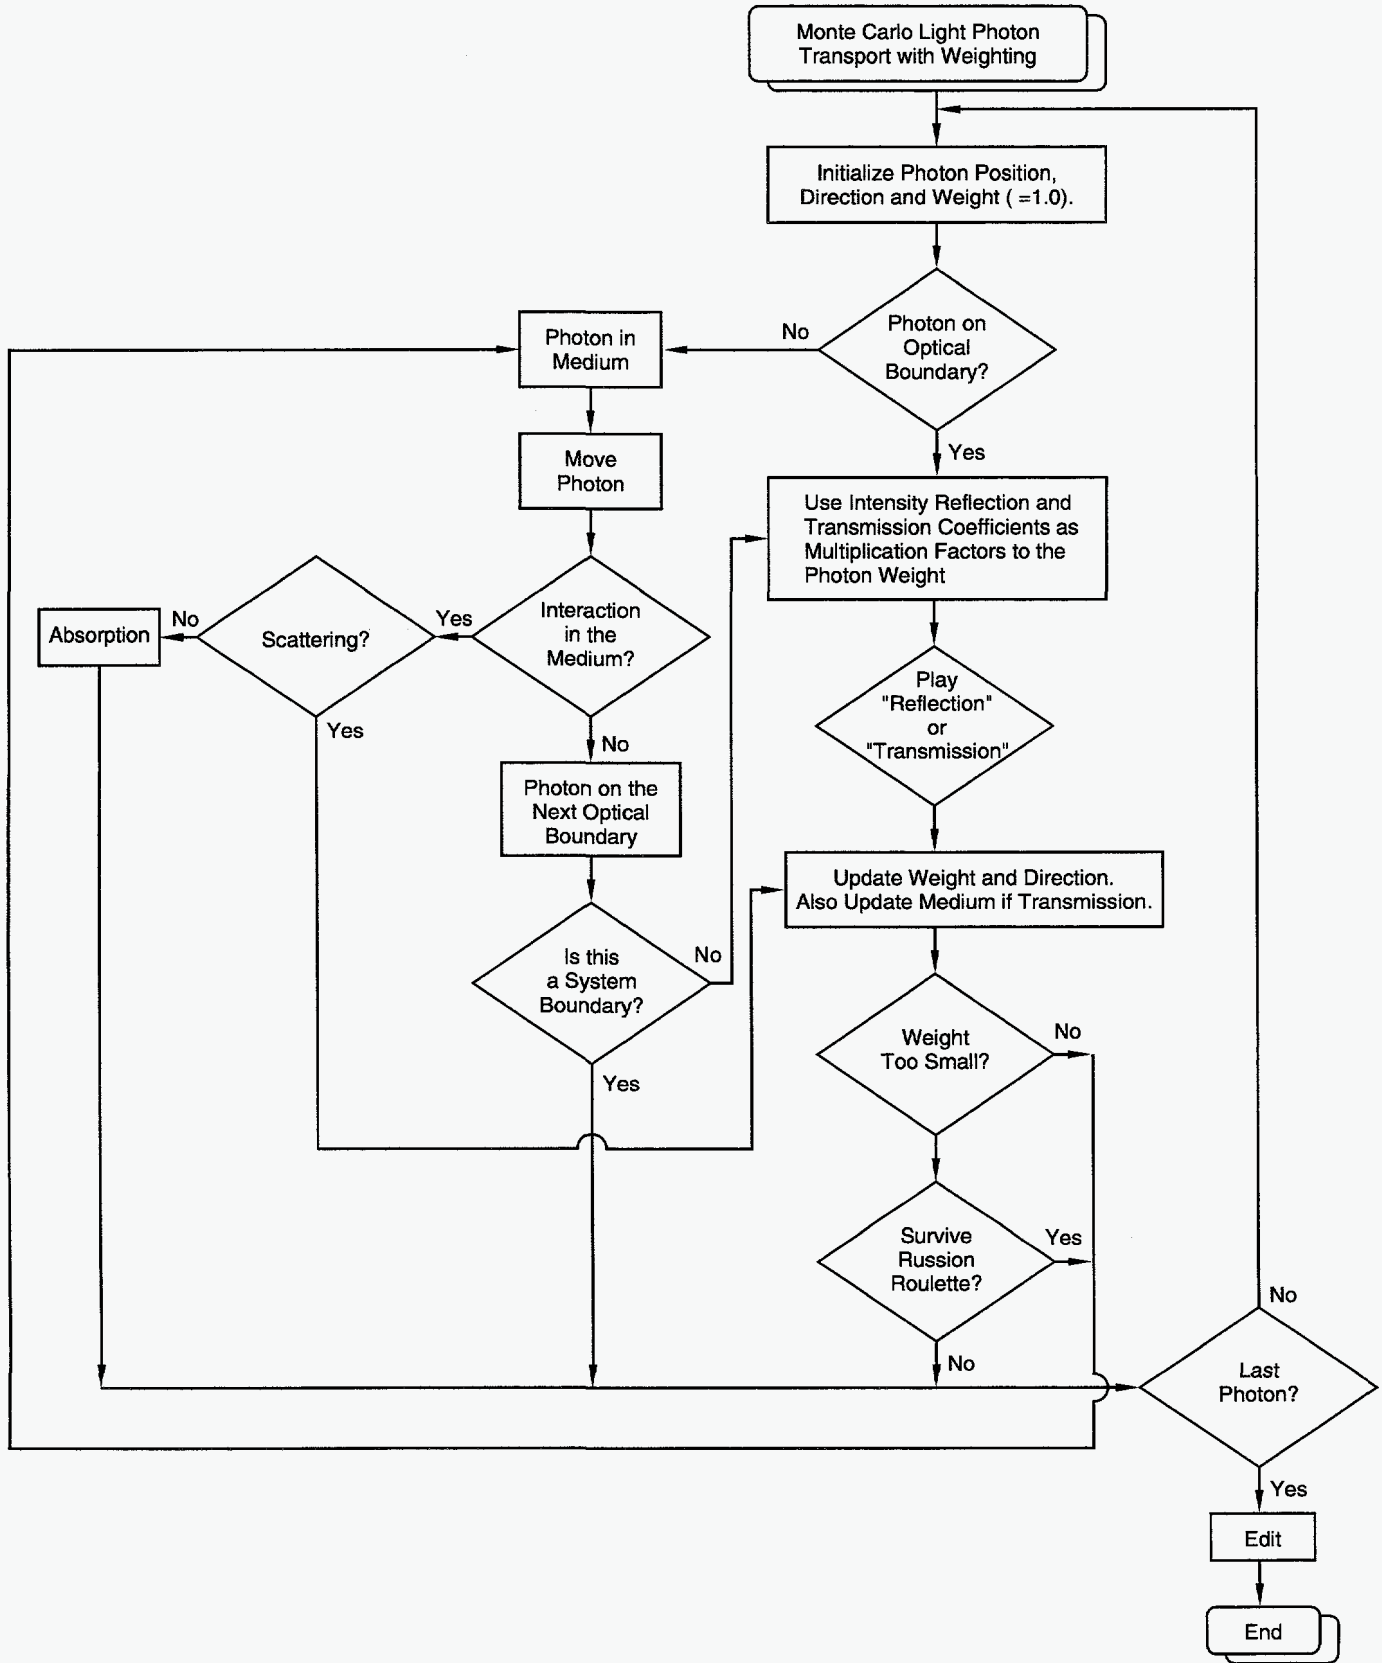 Monte Carlo Light Photon
Transport with Weighting
Initialize Photon Position,
Direction and Weight ( =1.0).
Photon on
Optical
Boundary?
No
Yes
Photon in
Medium
Move
Photon
Use Intensity Reflection and
Transmission Coefficients as
Multiplication Factors to the
Photon Weight
Interaction
in the
Medium?
Yes
No
Scattering?
No
Yes
Absorption
Play
"Reflection"
or
"Transmission"
Photon on the
Next Optical
Boundary
Update Weight and Direction.
Also Update Medium if Transmission.
Is this
a System
Boundary?
No
Yes
Weight
Too Small?
No
Survive
Russion
Roulette?
Yes
No
Last
Photon?
No
Yes
Edit
End